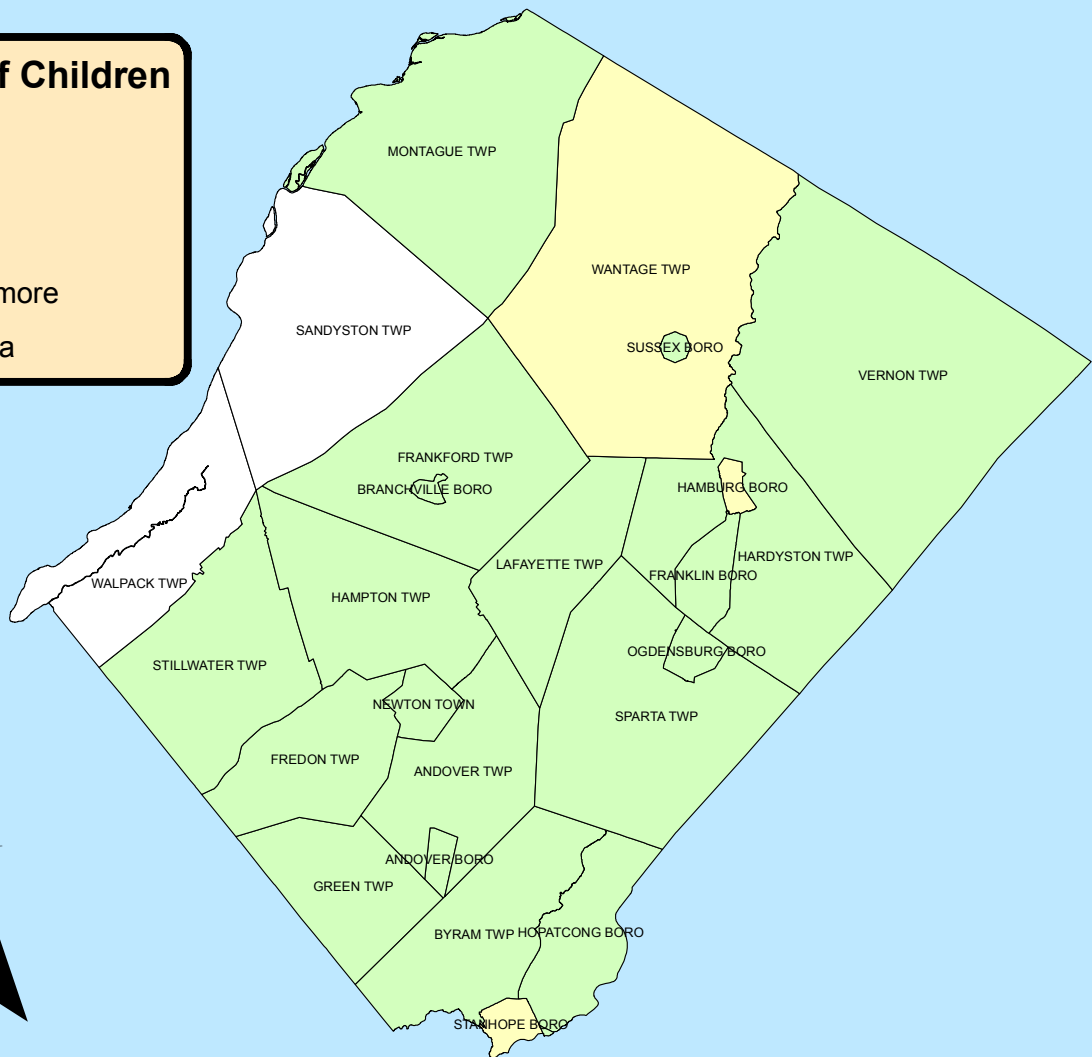 f Children
more
a
MONTAGUE TWP
WANTAGE TWP
SANDYSTON TWP
SUSSEX BORO
VERNON TWP
FRANKFORD TWP
BRANCHVILLE BORO
HAMBURG BORO
HARDYSTON TWP
LAFAYETTE TWP
FRANKLIN BORO
WALPACK TWP
HAMPTON TWP
OGDENSBURG BORO
STILLWATER TWP
NEWTON TOWN
SPARTA TWP
FREDON TWP
ANDOVER TWP
ANDOVER BORO
GREEN TWP
BYRAM TWP
HOPATCONG BORO
STANHOPE BORO